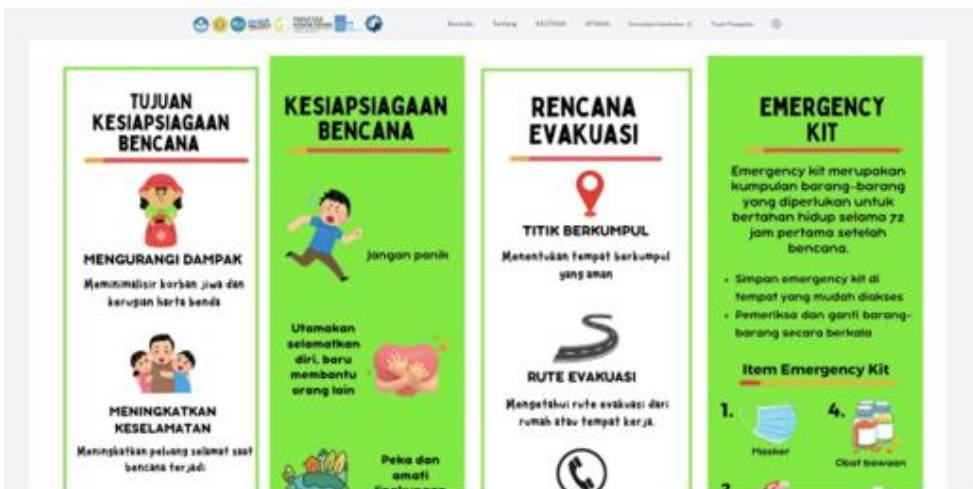 Beranda Tentang
TUJUAN
KESIAPSIAGAAN
BENCANA
MENGURANGI DAMPAK
Meminimalisir korban jiwa dan
kerugian harta benda
MENINGKATKAN
KESELAMATAN
Meningkatkan peluang selamat saat
bencana terjadi
KESIAPSIAGAAN
BENCANA
Jangan panik
Utamakan
selamatkan
diri, baru
membantu
orang lain
Peka dan
amati
lingkungan
RENCANA
EVAKUASI
TITIK BERKUMPUL
Menentukan tempat berkumpul
yang aman
RUTE EVAKUASI
Mengetahui rute evakuasi dari
rumah atau tempat kerja.
EMERGENCY
KIT
Emergency kit merupakan
kumpulan barang-barang
yang diperlukan untuk
bertahan hidup selama 72
jam pertama setelah
bencana.
• Simpan emergency kit di
tempat yang mudah diakses
• Pemeriksa dan ganti barang-
barang secara berkala
Item Emergency Kit
1.
4.
Masker
Obat bawaan